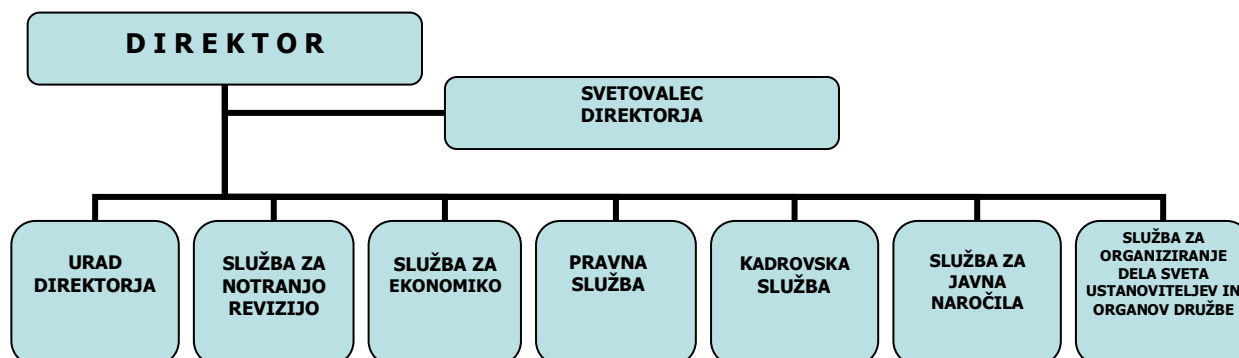 D I R E K T O R
SVETOVALEC
DIREKTORJA
URAD
DIREKTORJA
SLUŽBA ZA
NOTRANJO
REVIZIJO
SLUŽBA ZA
EKONOMIKO
PRAVNA
SLUŽBA
KADROVSKA
SLUŽBA
SLUŽBA ZA
JAVNA
NAROČILA
SLUŽBA ZA
ORGANIZIRANJE
DELA SVETA
USTANOVITELJEV IN
ORGANOV DRUŽBE